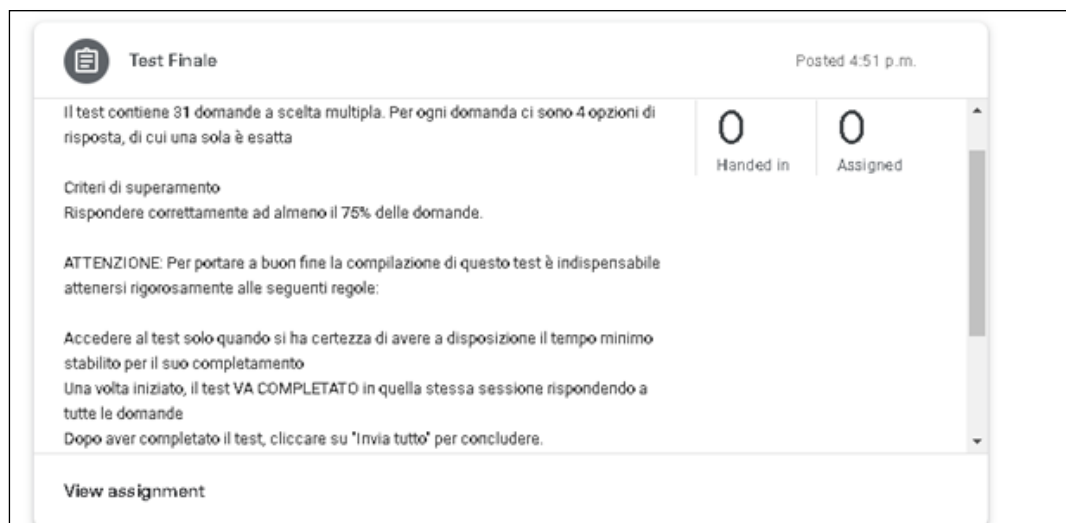 Test Finale
Posted 4:51 p.m.
Il test contiene 31 domande a scelta multipla. Per ogni domanda ci sono 4 opzioni di
risposta, di cui una sola è esatta
0
Handed in
0
Assigned
Criteri di superamento
Rispondere correttamente ad almeno il 75% delle domande.
ATTENZIONE: Per portare a buon fine la compilazione di questo test è indispensabile
attenersi rigorosamente alle seguenti regole:
Accedere al test solo quando si ha certezza di avere a disposizione il tempo minimo
stabilito per il suo completamento
Una volta iniziato, il test VA COMPLETATO in quella stessa sessione rispondendo a
tutte le domande
Dopo aver completato il test, cliccare su "Invia tutto" per concludere.
View assignment